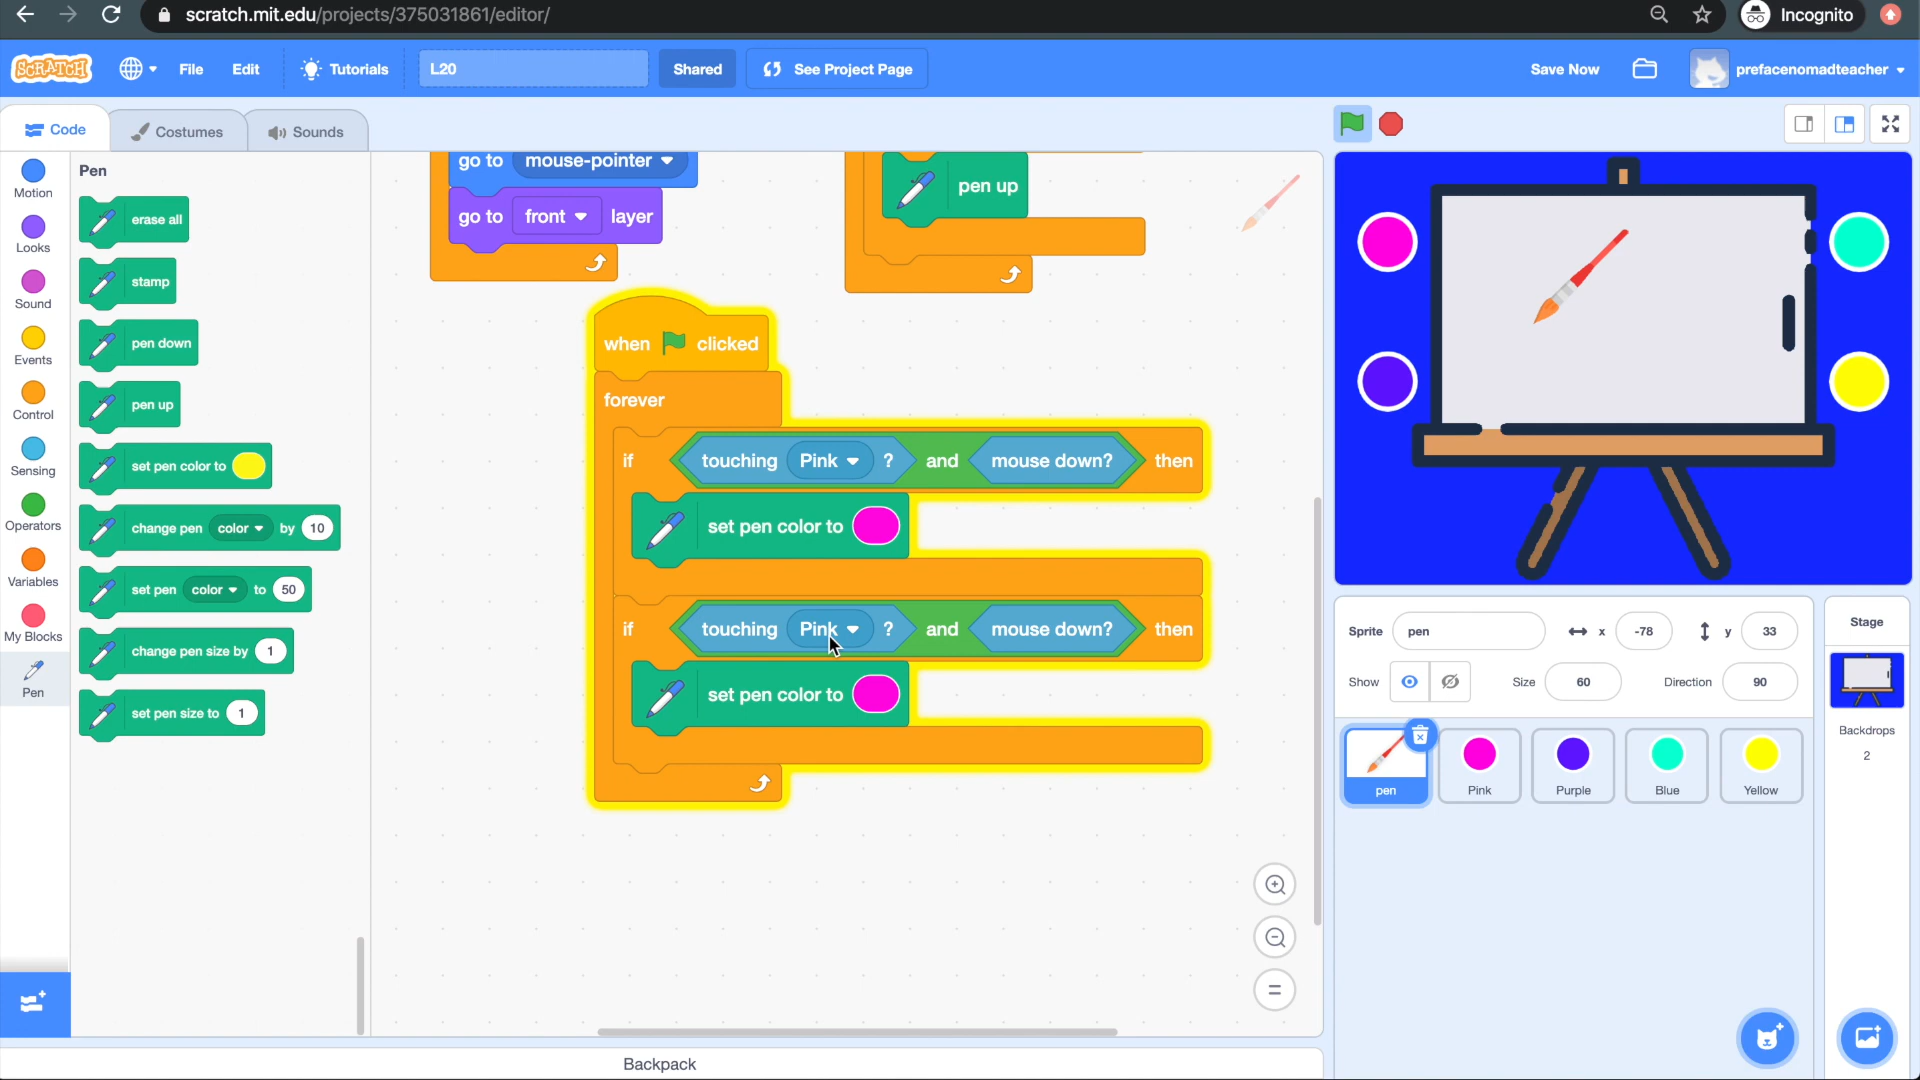 scratch.mit.edu/projects/375031861/editor/
Incognito
SCRATCH
File
Edit
Tutorials
L20
Shared
See Project Page
Save Now
prefacenomadteacher
Code
Costumes
Sounds
Motion
Looks
Sound
Events
Control
Sensing
Operators
Variables
My Blocks
Pen
Pen
erase all
stamp
pen down
pen up
set pen color to
change pen color by 10
set pen color to 50
change pen size by 1
set pen size to 1
go to mouse-pointer
go to front layer
pen up
when clicked
forever
if touching Pink ? and mouse down? then
set pen color to
if touching Pink ? and mouse down? then
set pen color to
Backpack
Sprite pen x -78 y 33
Show Size 60 Direction 90
pen
Pink
Purple
Blue
Yellow
Stage
Backdrops
2